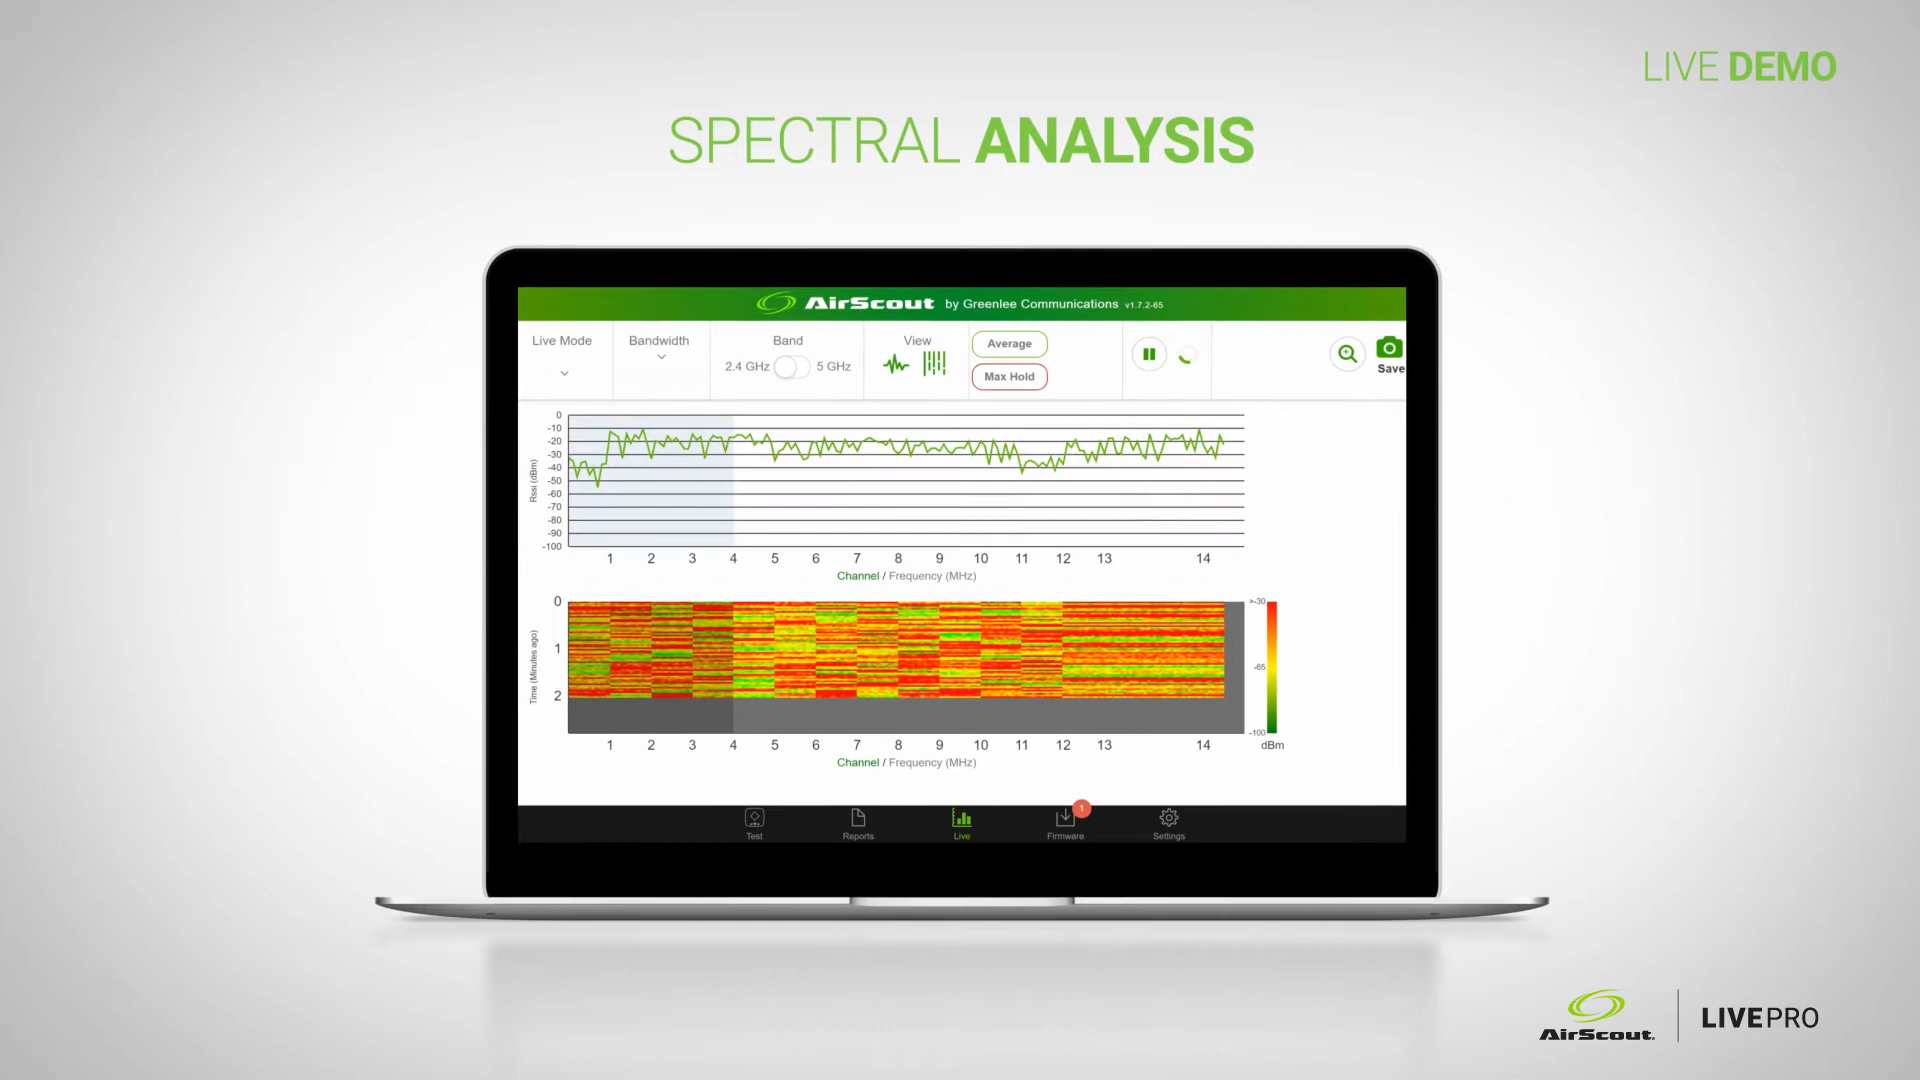 LIVE DEMO
SPECTRAL ANALYSIS
AirScout by Greenlee Communications v1.7.2-65
Live Mode
Bandwidth
Band
2.4 GHz
5 GHz
View
Average
Max Hold
Save
0
-10
-20
-30
-40
-50
-60
-70
-80
-90
-100
Rssi (dBm)
1 2 3 4 5 6 7 8 9 10 11 12 13 14
Channel / Frequency (MHz)
0
1
2
Time (Minutes ago)
>-30
-65
-100
dBm
1 2 3 4 5 6 7 8 9 10 11 12 13 14
Channel / Frequency (MHz)
Test
Reports
Live
1
Firmware
Settings
AirScout.
LIVEPRO